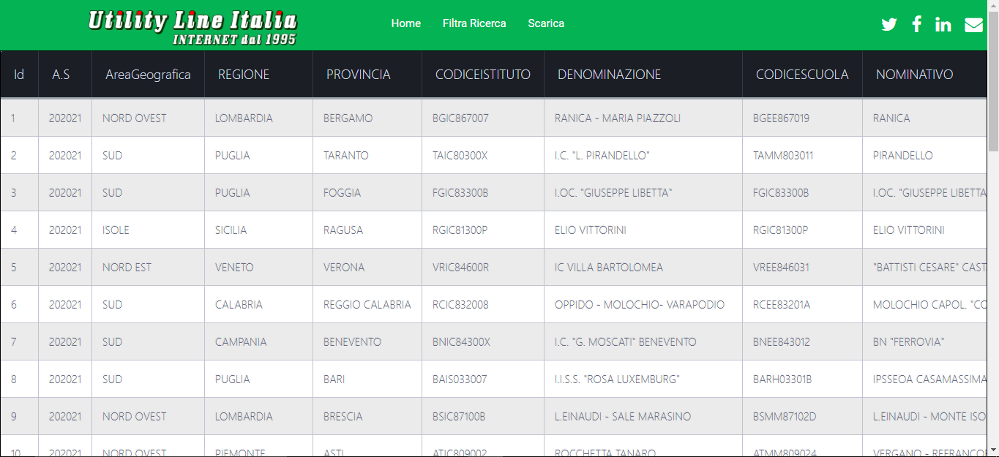 Utility Line Italia
INTERNET dal 1995
Home Filtra Ricerca Scarica
Id A.S AreaGeografica REGIONE PROVINCIA CODICEISTITUTO DENOMINAZIONE CODICESCUOLA NOMINATIVO
1 202021 NORD OVEST LOMBARDIA BERGAMO BGIC867007 RANICA - MARIA PIAZZOLI BGEE867019 RANICA
2 202021 SUD PUGLIA TARANTO TAIC80300X I.C. "L. PIRANDELLO" TAMM803011 PIRANDELLO
3 202021 SUD PUGLIA FOGGIA FGIC83300B I.OC. "GIUSEPPE LIBETTA" FGIC83300B I.OC. "GIUSEPPE LIBETTA
4 202021 ISOLE SICILIA RAGUSA RGIC81300P ELIO VITTORINI RGIC81300P ELIO VITTORINI
5 202021 NORD EST VENETO VERONA VRIC84600R IC VILLA BARTOLOMEA VREE846031 "BATTISTI CESARE" CAST
6 202021 SUD CALABRIA REGGIO CALABRIA RCIC832008 OPPIDO - MOLOCHIO- VARAPODIO RCEE83201A MOLOCHIO CAPOL. "CO
7 202021 SUD CAMPANIA BENEVENTO BNIC84300X I.C. "G. MOSCATI" BENEVENTO BNEE843012 BN "FERROVIA"
8 202021 SUD PUGLIA BARI BAIS033007 I.I.S.S. "ROSA LUXEMBURG" BARH03301B IPSSEOA CASAMASSIMA
9 202021 NORD OVEST LOMBARDIA BRESCIA BSIC87100B L.EINAUDI - SALE MARASINO BSMM87102D L.EINAUDI - MONTE ISO
10 202021 NORD OVEST PIEMONTE ASTI ATIC809002 ROCCHETTA TANARO ATMM809024 VERGANO - REFRANCO